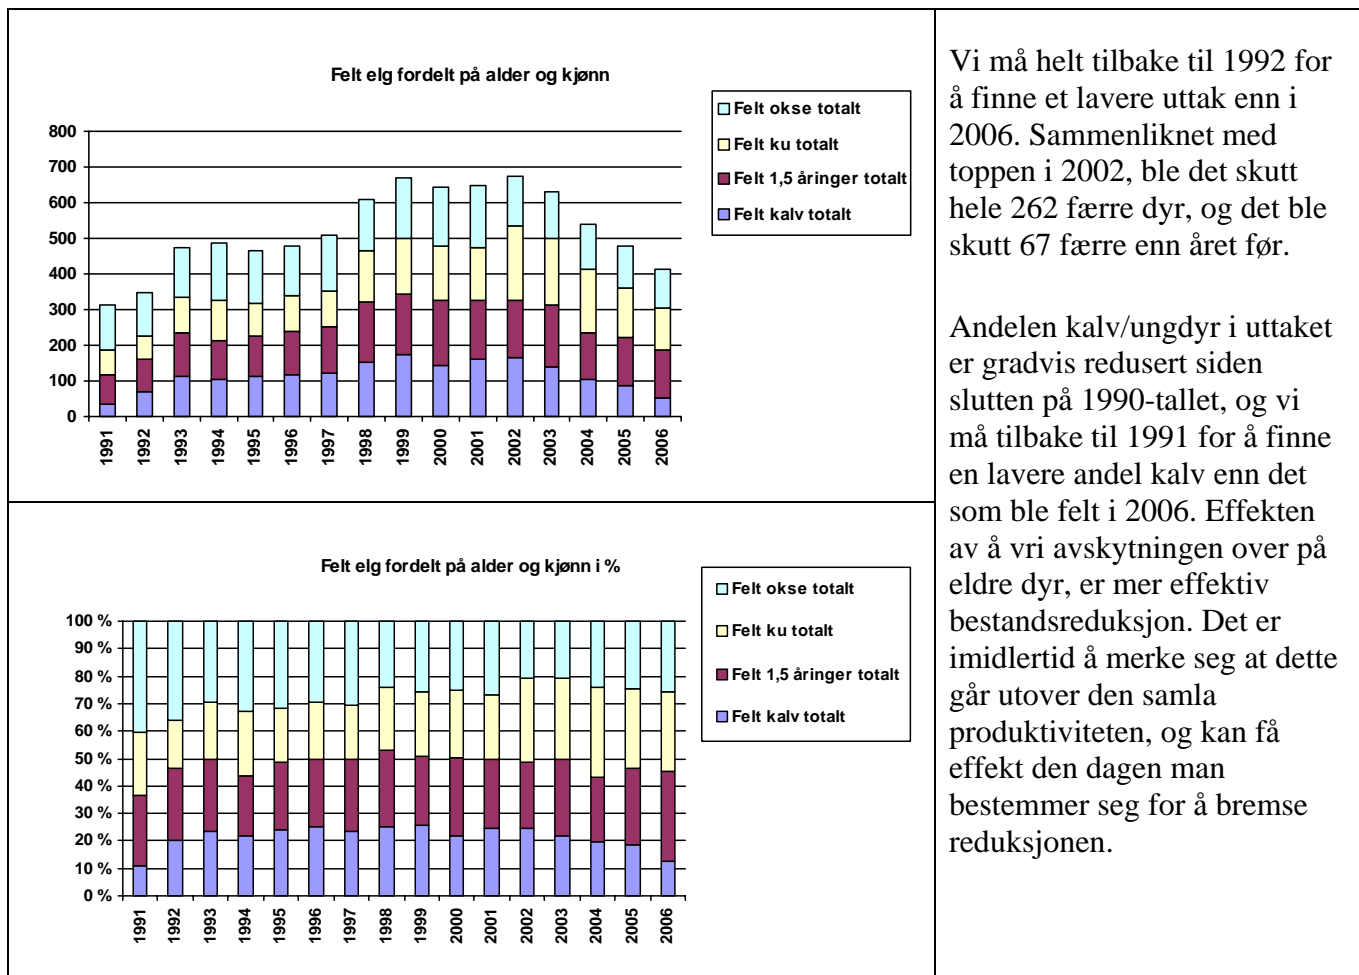 Felt elg fordelt på alder og kjønn
800
700
600
500
400
300
200
100
0
1991
1992
1993
1994
1995
1996
1997
1998
1999
2000
2001
2002
2003
2004
2005
2006
Felt okse totalt
Felt ku totalt
Felt 1,5 åringer totalt
Felt kalv totalt
Felt elg fordelt på alder og kjønn i %
100 %
90 %
80 %
70 %
60 %
50 %
40 %
30 %
20 %
10 %
0 %
1991
1992
1993
1994
1995
1996
1997
1998
1999
2000
2001
2002
2003
2004
2005
2006
Felt okse totalt
Felt ku totalt
Felt 1,5 åringer totalt
Felt kalv totalt
Vi må helt tilbake til 1992 for
å finne et lavere uttak enn i
2006. Sammenliknet med
toppen i 2002, ble det skutt
hele 262 færre dyr, og det ble
skutt 67 færre enn året før.
Andelen kalv/ungdyr i uttaket
er gradvis redusert siden
slutten på 1990-tallet, og vi
må tilbake til 1991 for å finne
en lavere andel kalv enn det
som ble felt i 2006. Effekten
av å vri avskytningen over på
eldre dyr, er mer effektiv
bestandsreduksjon. Det er
imidlertid å merke seg at dette
går utover den samla
produktiviteten, og kan få
effekt den dagen man
bestemmer seg for å bremse
reduksjonen.